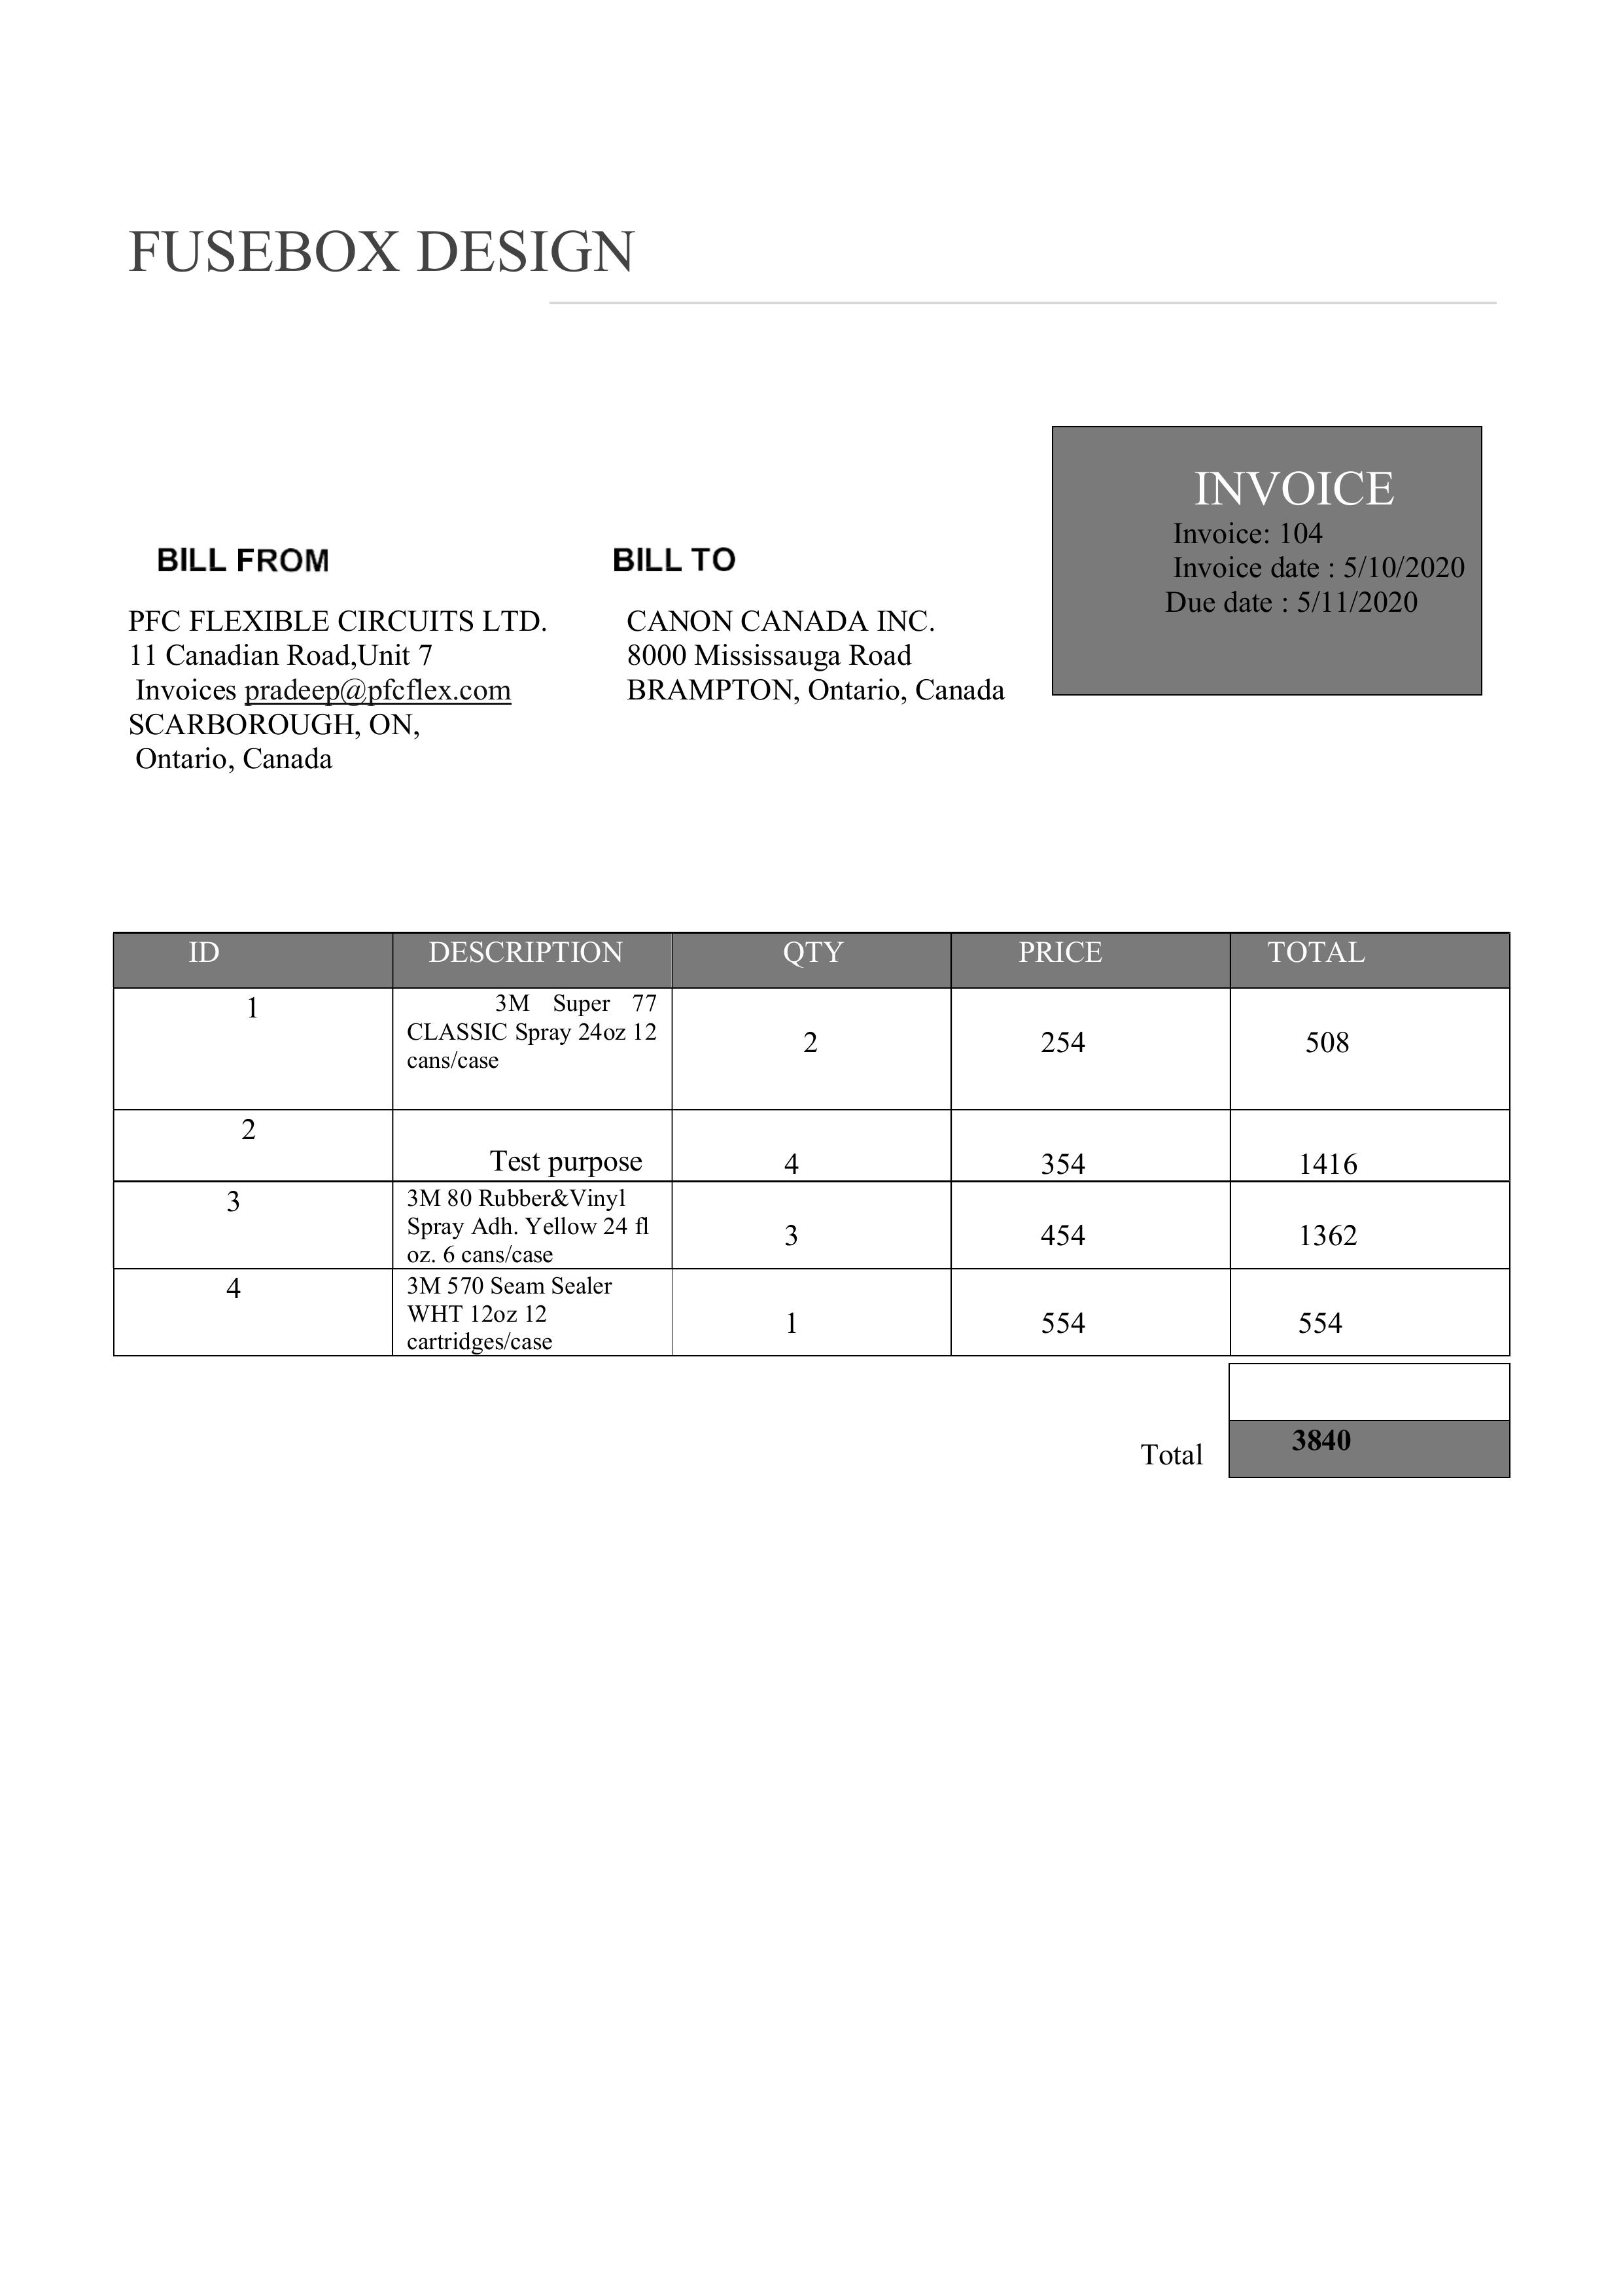 FUSEBOX DESIGN
INVOICE
Invoice: 104
Invoice date : 5/10/2020
Due date : 5/11/2020
BILL FROM
PFC FLEXIBLE CIRCUITS LTD.
11 Canadian Road,Unit 7
Invoices pradeep@pfcflex.com
SCARBOROUGH, ON,
Ontario, Canada
BILL TO
CANON CANADA INC.
8000 Mississauga Road
BRAMPTON, Ontario, Canada
ID DESCRIPTION QTY PRICE TOTAL
1 3M Super 77
CLASSIC Spray 24oz 12
cans/case
2 254 508
2
Test purpose 4 354 1416
3 3M 80 Rubber&Vinyl
Spray Adh. Yellow 24 fl
oz. 6 cans/case
3 454 1362
4 3M 570 Seam Sealer
WHT 12oz 12
cartridges/case
1 554 554
Total 3840